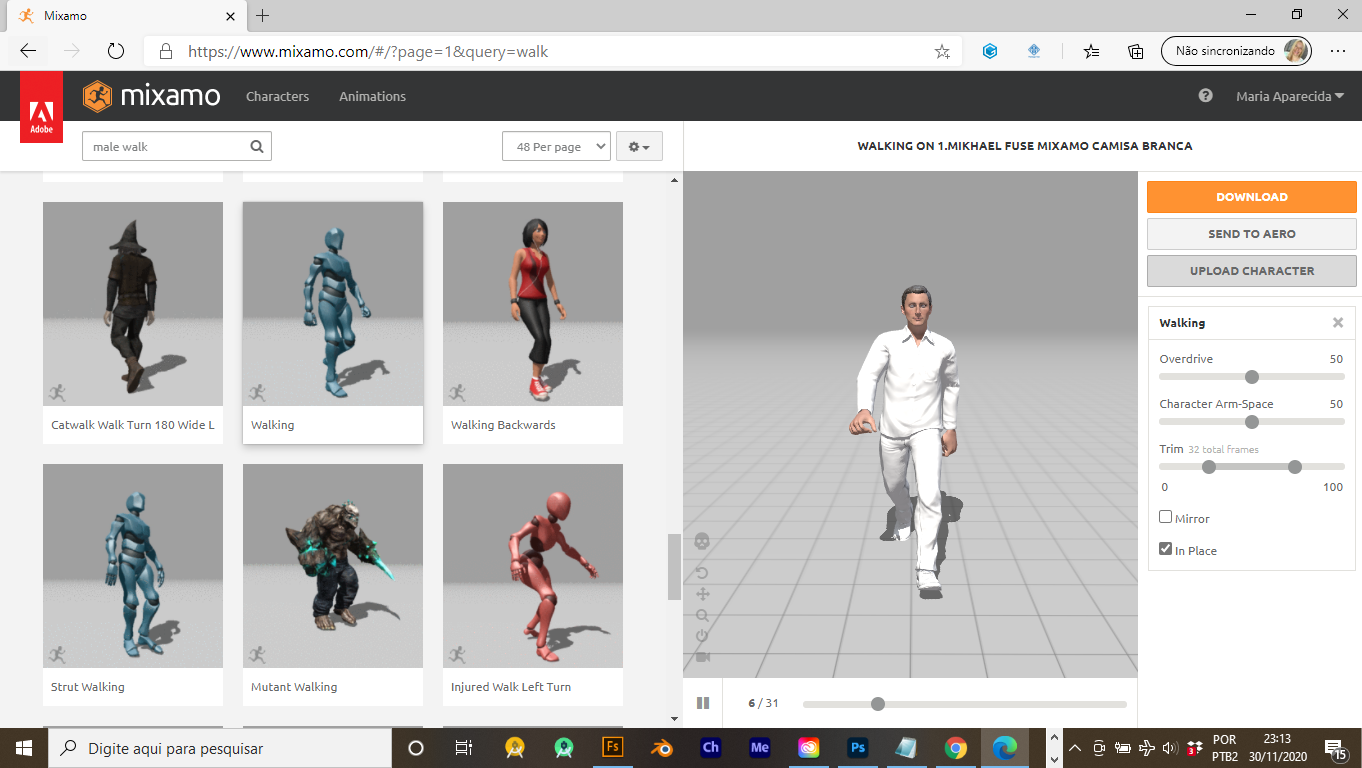 Mixamo
https://www.mixamo.com/#/?page=1&query=walk
Não sincronizando
Adobe
mixamo
Characters
Animations
Maria Aparecida
male walk
48 Per page
WALKING ON 1.MIKHAEL FUSE MIXAMO CAMISA BRANCA
Catwalk Walk Turn 180 Wide L
Walking
Walking Backwards
Strut Walking
Mutant Walking
Injured Walk Left Turn
6 / 31
DOWNLOAD
SEND TO AERO
UPLOAD CHARACTER
Walking
Overdrive 50
Character Arm-Space 50
Trim 32 total frames
0 100
Mirror
In Place
Digite aqui para pesquisar
Fs
Ch
Me
Ps
3
POR
PTB2
23:13
30/11/2020
15